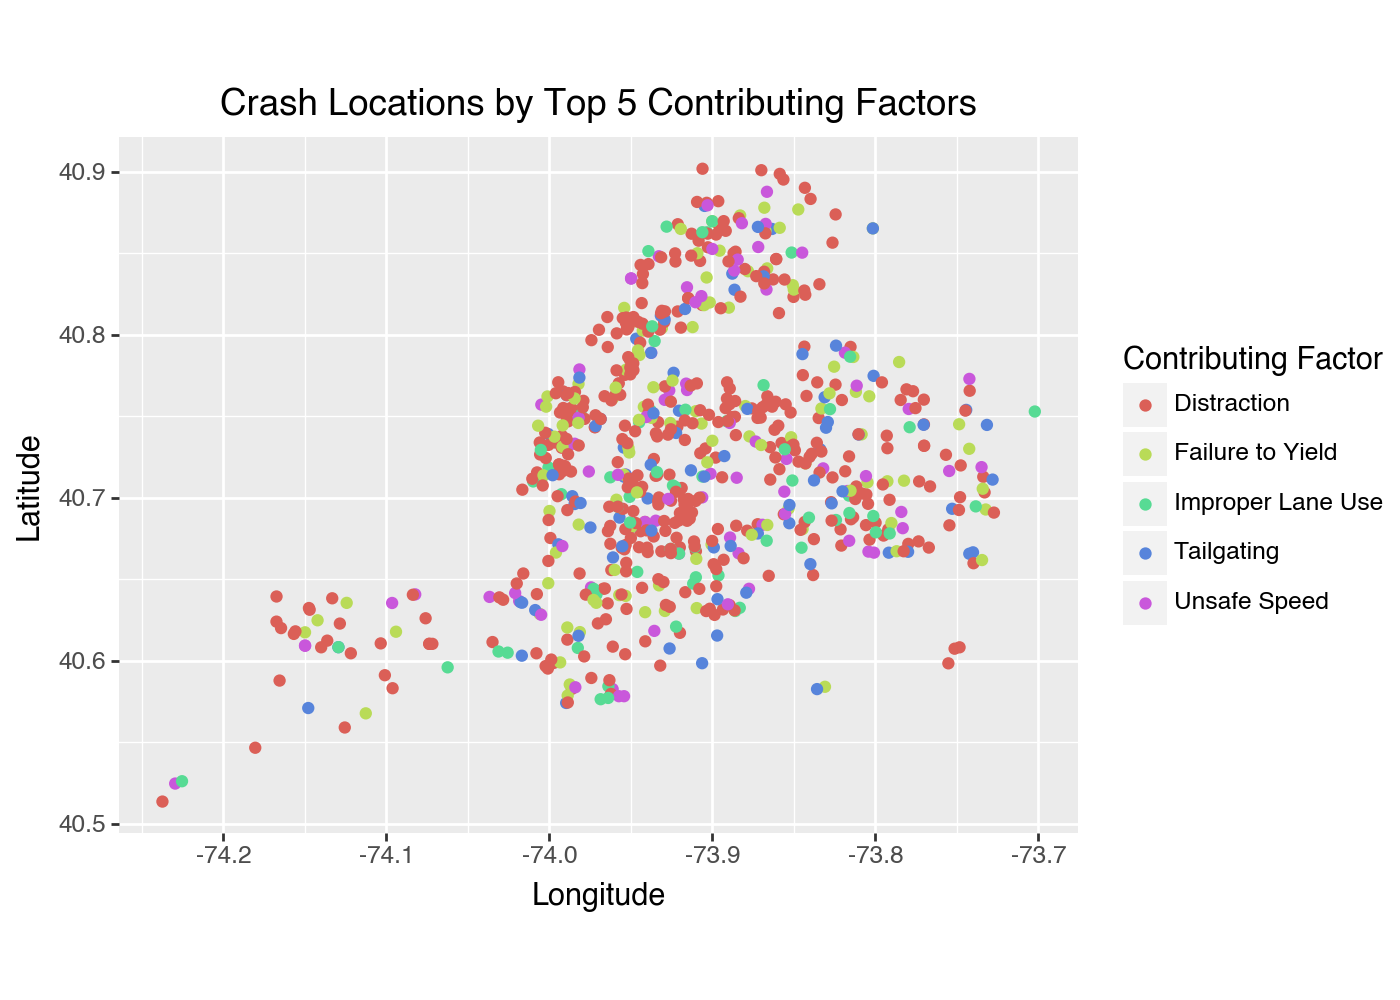 Crash Locations by Top 5 Contributing Factors
40.9
40.8
40.7
40.6
40.5
Latitude
-74.2
-74.1
-74.0
-73.9
-73.8
-73.7
Longitude
Contributing Factor
Distraction
Failure to Yield
Improper Lane Use
Tailgating
Unsafe Speed